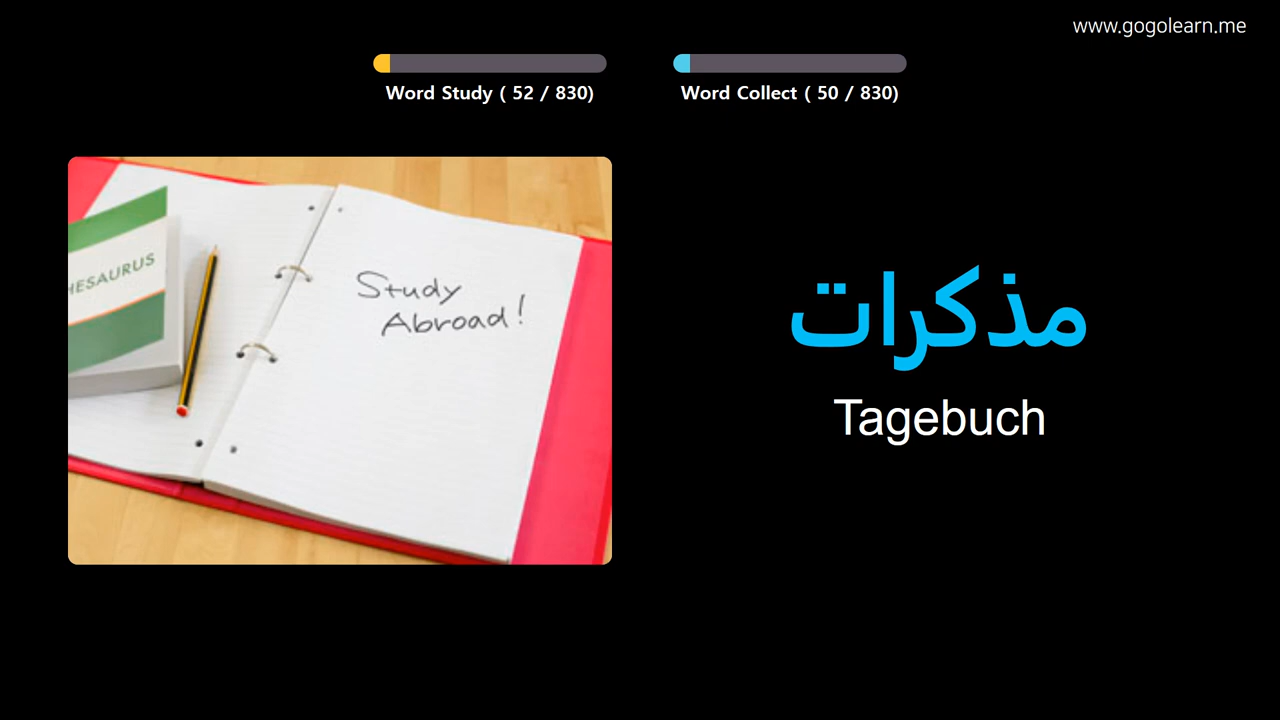 www.gogolearn.me
Word Study ( 52 / 830)
Word Collect ( 50 / 830)
HESAURUS
Study
Abroad!
مذكرات
Tagebuch